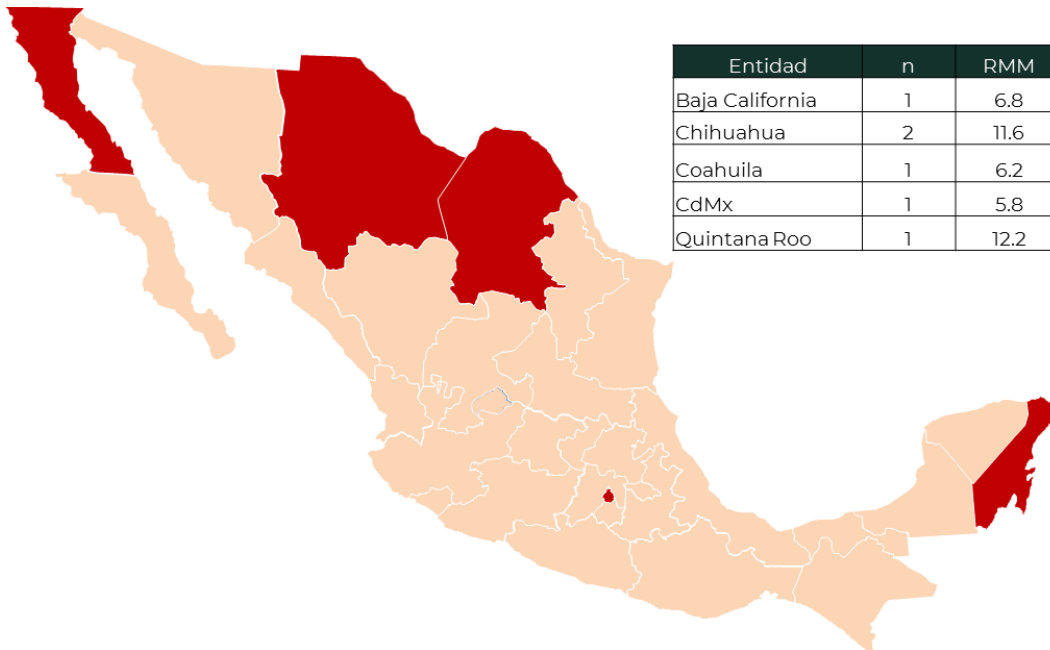 Entidad n RMM
Baja California 1 6.8
Chihuahua 2 11.6
Coahuila 1 6.2
CdMx 1 5.8
Quintana Roo 1 12.2